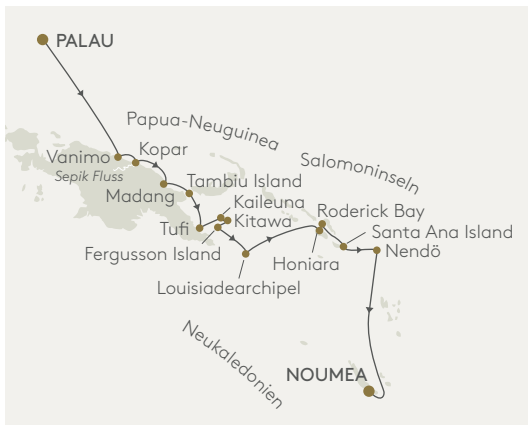 PALAU
Papua-Neuguinea
Salomoninseln
Vanimo
Kopar
Sepik Fluss
Madang
Tambiu Island
Kaileuna
Kitawa
Tufi
Fergusson Island
Louisiadearchipel
Roderick Bay
Santa Ana Island
Nendö
Honiara
Neukaledonien
NOUMEA